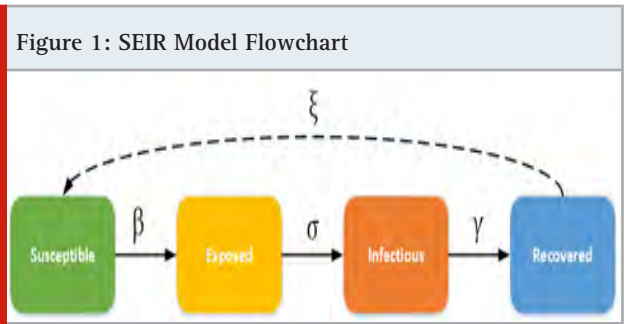 Figure 1: SEIR Model Flowchart
ξ
β
σ
γ
Susceptible
Exposed
Infectious
Recovered